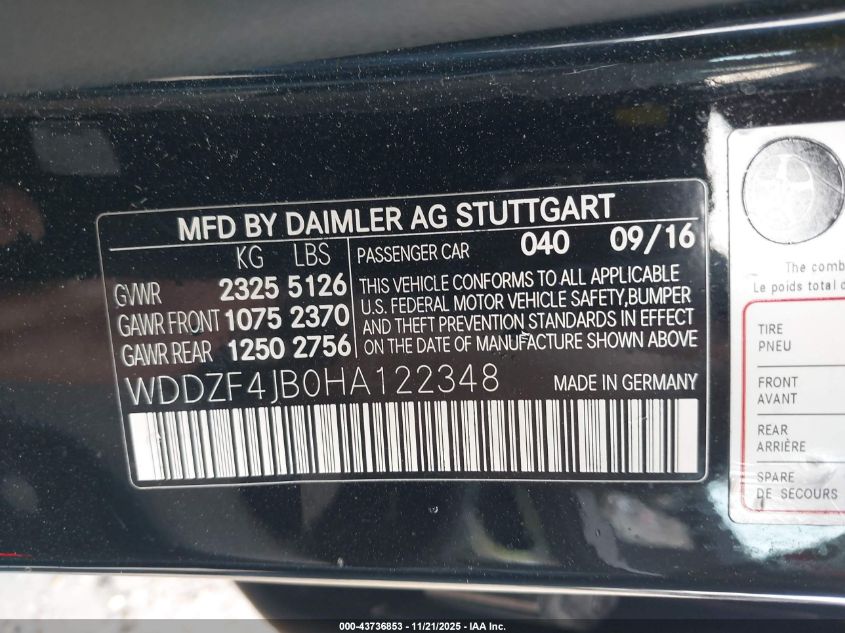 MFD BY DAIMLER AG STUTTGART
KG LBS
GVWR 2325 5126
GAWR FRONT 1075 2370
GAWR REAR 1250 2756
PASSENGER CAR 040 09/16
THIS VEHICLE CONFORMS TO ALL APPLICABLE
U.S. FEDERAL MOTOR VEHICLE SAFETY,BUMPER
AND THEFT PREVENTION STANDARDS IN EFFECT
ON THE DATE OF MANUFACTURE SHOWN ABOVE
WDDZF4JB0HA122348 MADE IN GERMANY
The comb
Le poids total d
TIRE
PNEU
FRONT
AVANT
REAR
ARRIÈRE
SPARE
DE SECOURS
000-43736853 - 11/21/2025 - IAA Inc.